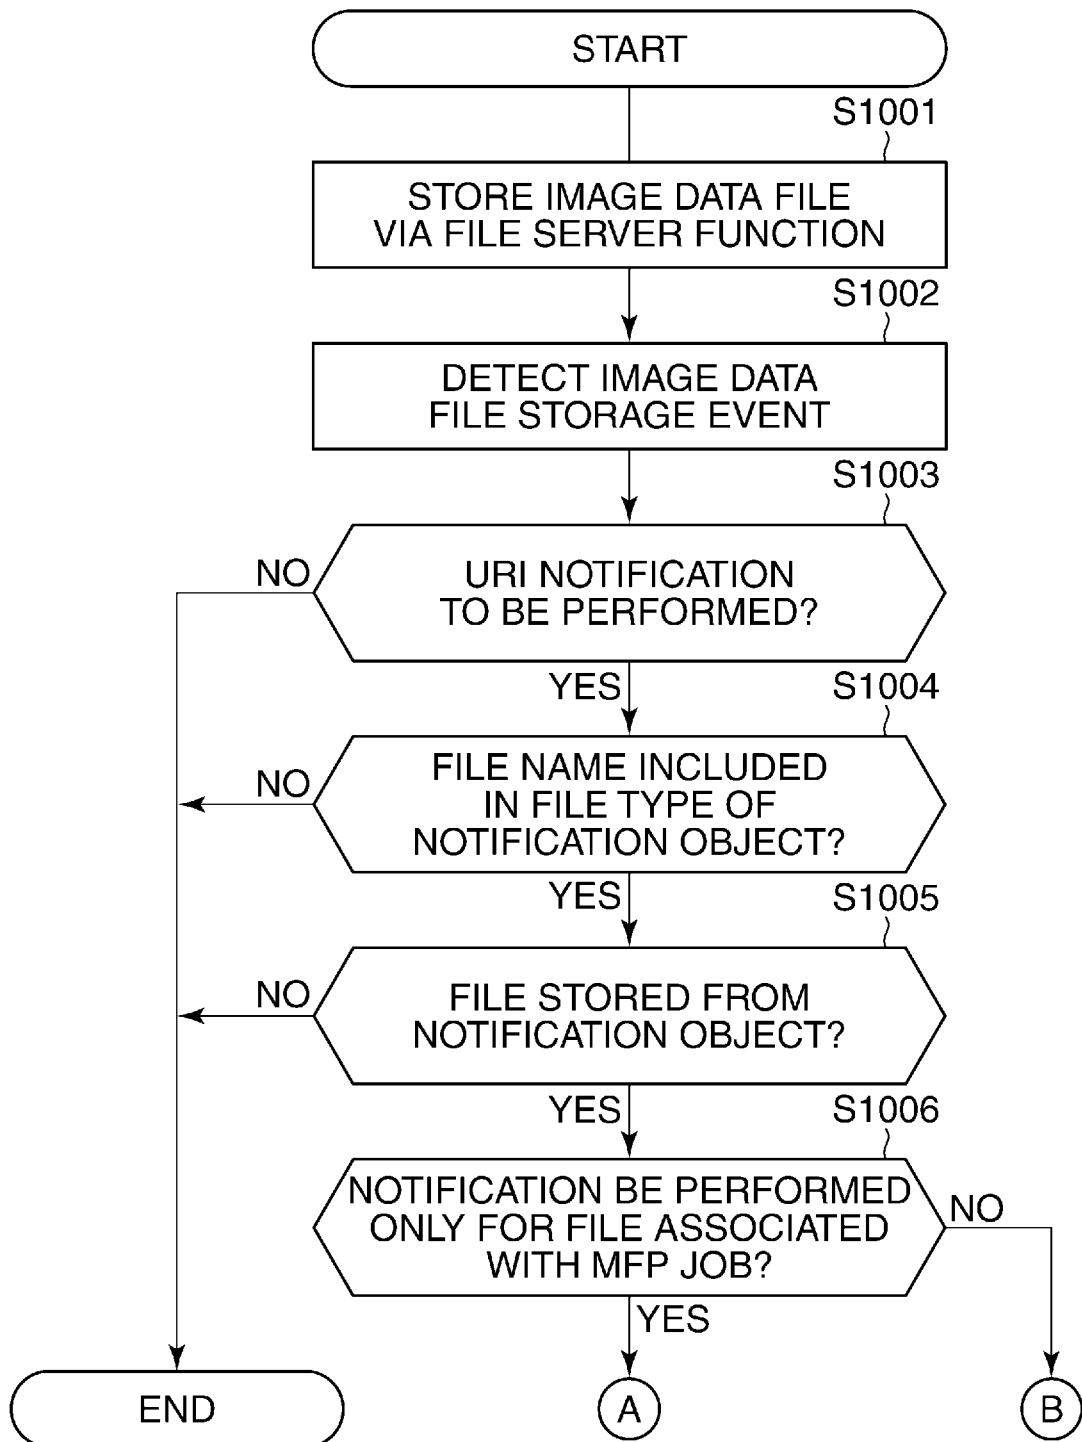 START
S1001
STORE IMAGE DATA FILE
VIA FILE SERVER FUNCTION
S1002
DETECT IMAGE DATA
FILE STORAGE EVENT
S1003
NO
URI NOTIFICATION
TO BE PERFORMED?
YES
S1004
NO
FILE NAME INCLUDED
IN FILE TYPE OF
NOTIFICATION OBJECT?
YES
S1005
NO
FILE STORED FROM
NOTIFICATION OBJECT?
YES
S1006
NOTIFICATION BE PERFORMED
ONLY FOR FILE ASSOCIATED
WITH MFP JOB?
NO
YES
END
A
B